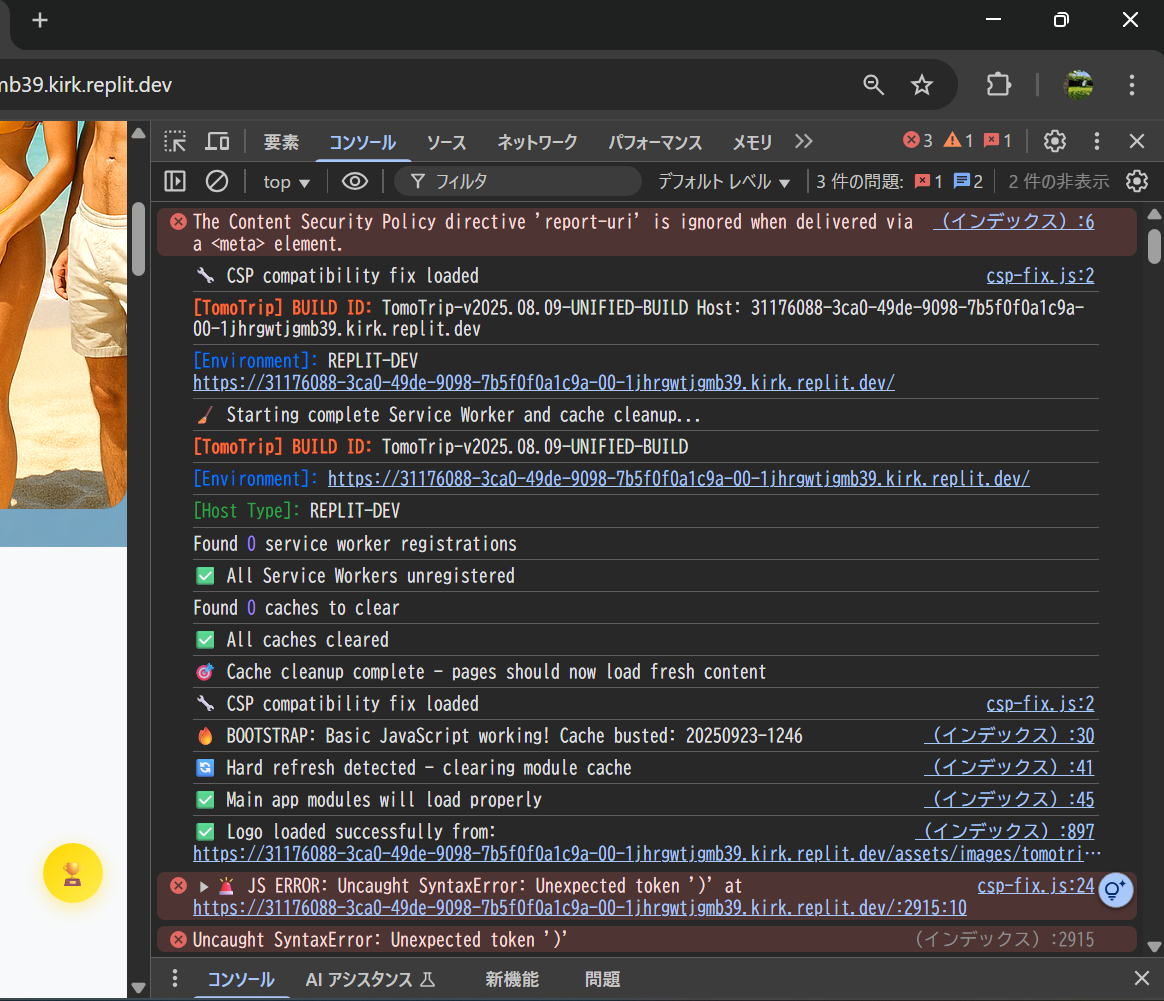 mb39.kirk.replit.dev
要素 コンソール ソース ネットワーク パフォーマンス メモリ 3 1 1
top フィルタ デフォルト レベル 3 件の問題: 1 2 2 件の非表示
The Content Security Policy directive 'report-uri' is ignored when delivered via (インデックス):6
a <meta> element.
CSP compatibility fix loaded csp-fix.js:2
[TomoTrip] BUILD ID: TomoTrip-v2025.08.09-UNIFIED-BUILD Host: 31176088-3ca0-49de-9098-7b5f0f0a1c9a-
00-1jhrgwtjgmb39.kirk.replit.dev
[Environment]: REPLIT-DEV
https://31176088-3ca0-49de-9098-7b5f0f0a1c9a-00-1jhrgwtjgmb39.kirk.replit.dev/
Starting complete Service Worker and cache cleanup...
[TomoTrip] BUILD ID: TomoTrip-v2025.08.09-UNIFIED-BUILD
[Environment]: https://31176088-3ca0-49de-9098-7b5f0f0a1c9a-00-1jhrgwtjgmb39.kirk.replit.dev/
[Host Type]: REPLIT-DEV
Found 0 service worker registrations
✅ All Service Workers unregistered
Found 0 caches to clear
✅ All caches cleared
🎯 Cache cleanup complete - pages should now load fresh content
🔧 CSP compatibility fix loaded csp-fix.js:2
🔥 BOOTSTRAP: Basic JavaScript working! Cache busted: 20250923-1246 (インデックス):30
🔄 Hard refresh detected - clearing module cache (インデックス):41
✅ Main app modules will load properly (インデックス):45
✅ Logo loaded successfully from: (インデックス):897
https://31176088-3ca0-49de-9098-7b5f0f0a1c9a-00-1jhrgwtjgmb39.kirk.replit.dev/assets/images/tomotri…
🚨 JS ERROR: Uncaught SyntaxError: Unexpected token ')' at csp-fix.js:24
https://31176088-3ca0-49de-9098-7b5f0f0a1c9a-00-1jhrgwtjgmb39.kirk.replit.dev/:2915:10
Uncaught SyntaxError: Unexpected token ')' (インデックス):2915
コンソール AI アシスタンス 新機能 問題